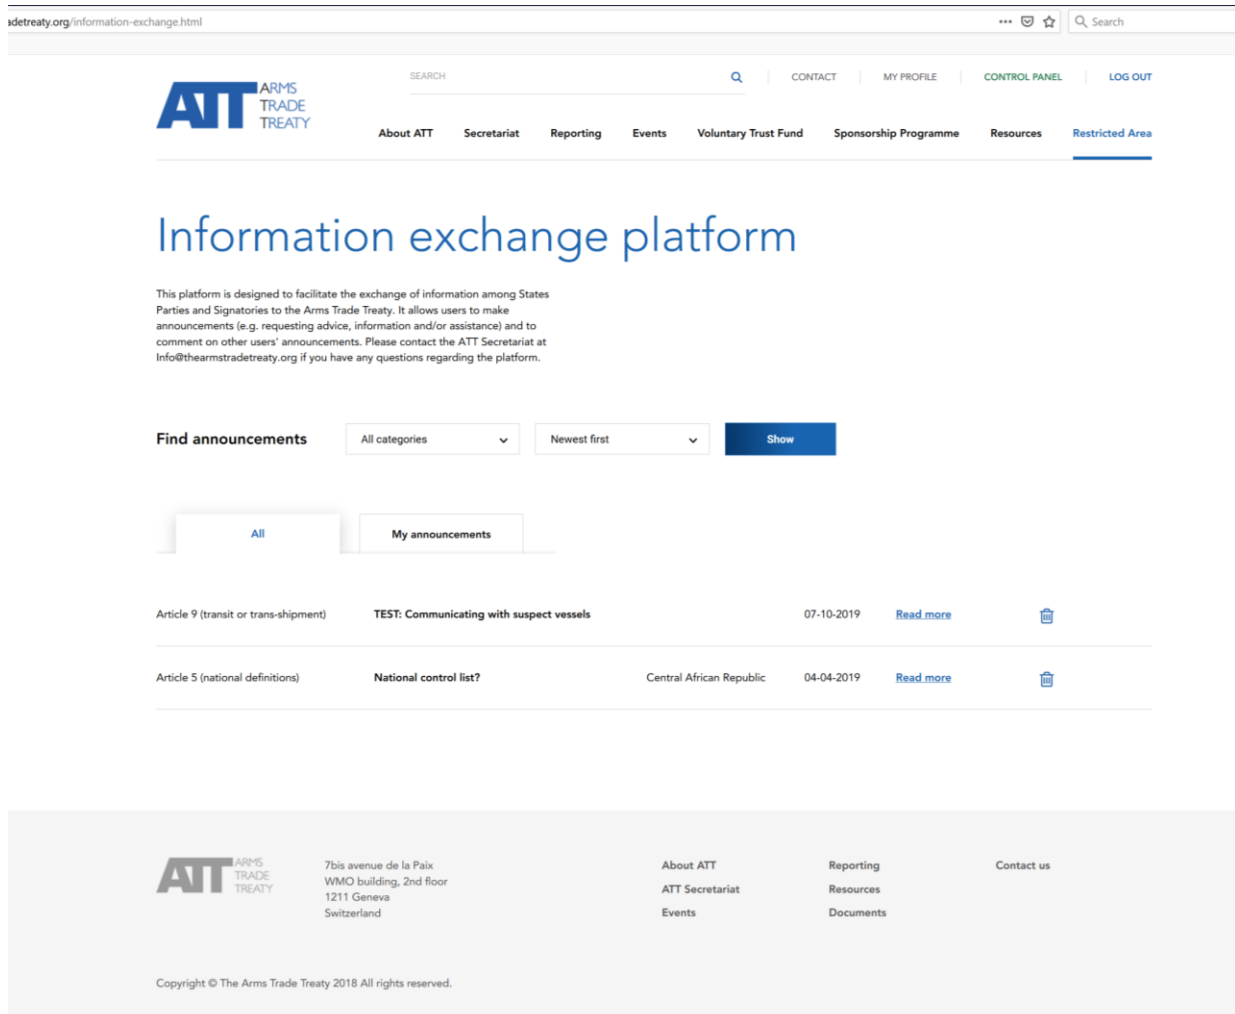 adetreaty.org/information-exchange.html
Search
SEARCH
CONTACT
MY PROFILE
CONTROL PANEL
LOG OUT
ATT ARMS
TRADE
TREATY
About ATT
Secretariat
Reporting
Events
Voluntary Trust Fund
Sponsorship Programme
Resources
Restricted Area
Information exchange platform
This platform is designed to facilitate the exchange of information among States
Parties and Signatories to the Arms Trade Treaty. It allows users to make
announcements (e.g. requesting advice, information and/or assistance) and to
comment on other users' announcements. Please contact the ATT Secretariat at
Info@thearmstradetreaty.org if you have any questions regarding the platform.
Find announcements
All categories
Newest first
Show
All
My announcements
Article 9 (transit or trans-shipment) TEST: Communicating with suspect vessels 07-10-2019 Read more
Article 5 (national definitions) National control list? Central African Republic 04-04-2019 Read more
ATT ARMS
TRADE
TREATY
7bis avenue de la Paix
WMO building, 2nd floor
1211 Geneva
Switzerland
About ATT
ATT Secretariat
Events
Reporting
Resources
Documents
Contact us
Copyright © The Arms Trade Treaty 2018 All rights reserved.